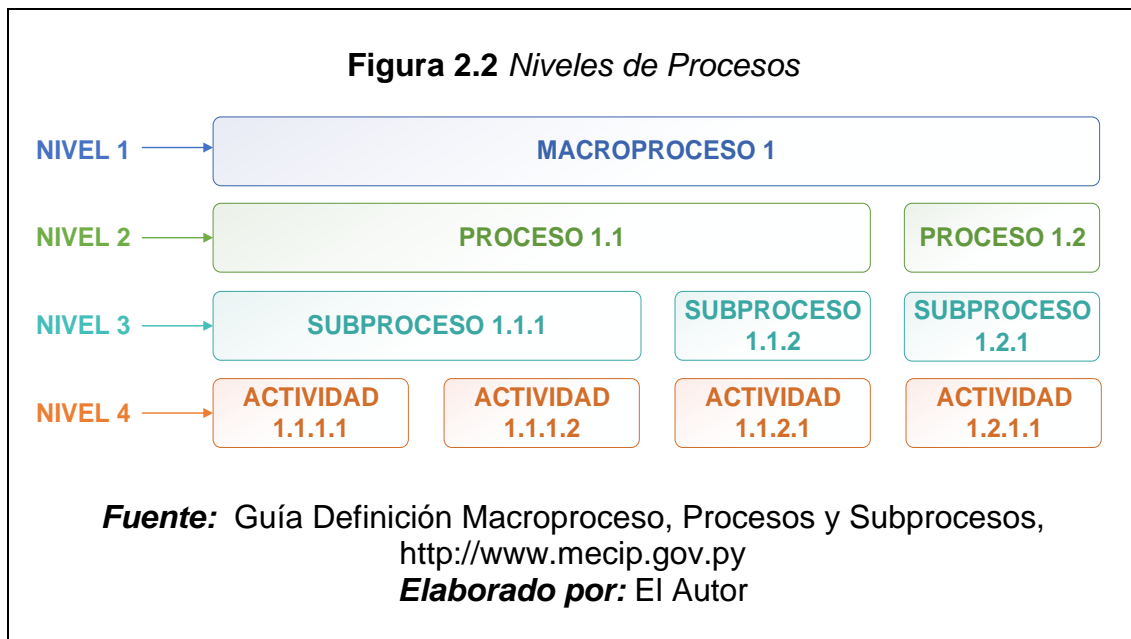 Figura 2.2 Niveles de Procesos
NIVEL 1
MACROPROCESO 1
NIVEL 2
PROCESO 1.1
PROCESO 1.2
NIVEL 3
SUBPROCESO 1.1.1
SUBPROCESO
1.1.2
SUBPROCESO
1.2.1
NIVEL 4
ACTIVIDAD
1.1.1.1
ACTIVIDAD
1.1.1.2
ACTIVIDAD
1.1.2.1
ACTIVIDAD
1.2.1.1
Fuente: Guía Definición Macroproceso, Procesos y Subprocesos,
http://www.mecip.gov.py
Elaborado por: El Autor